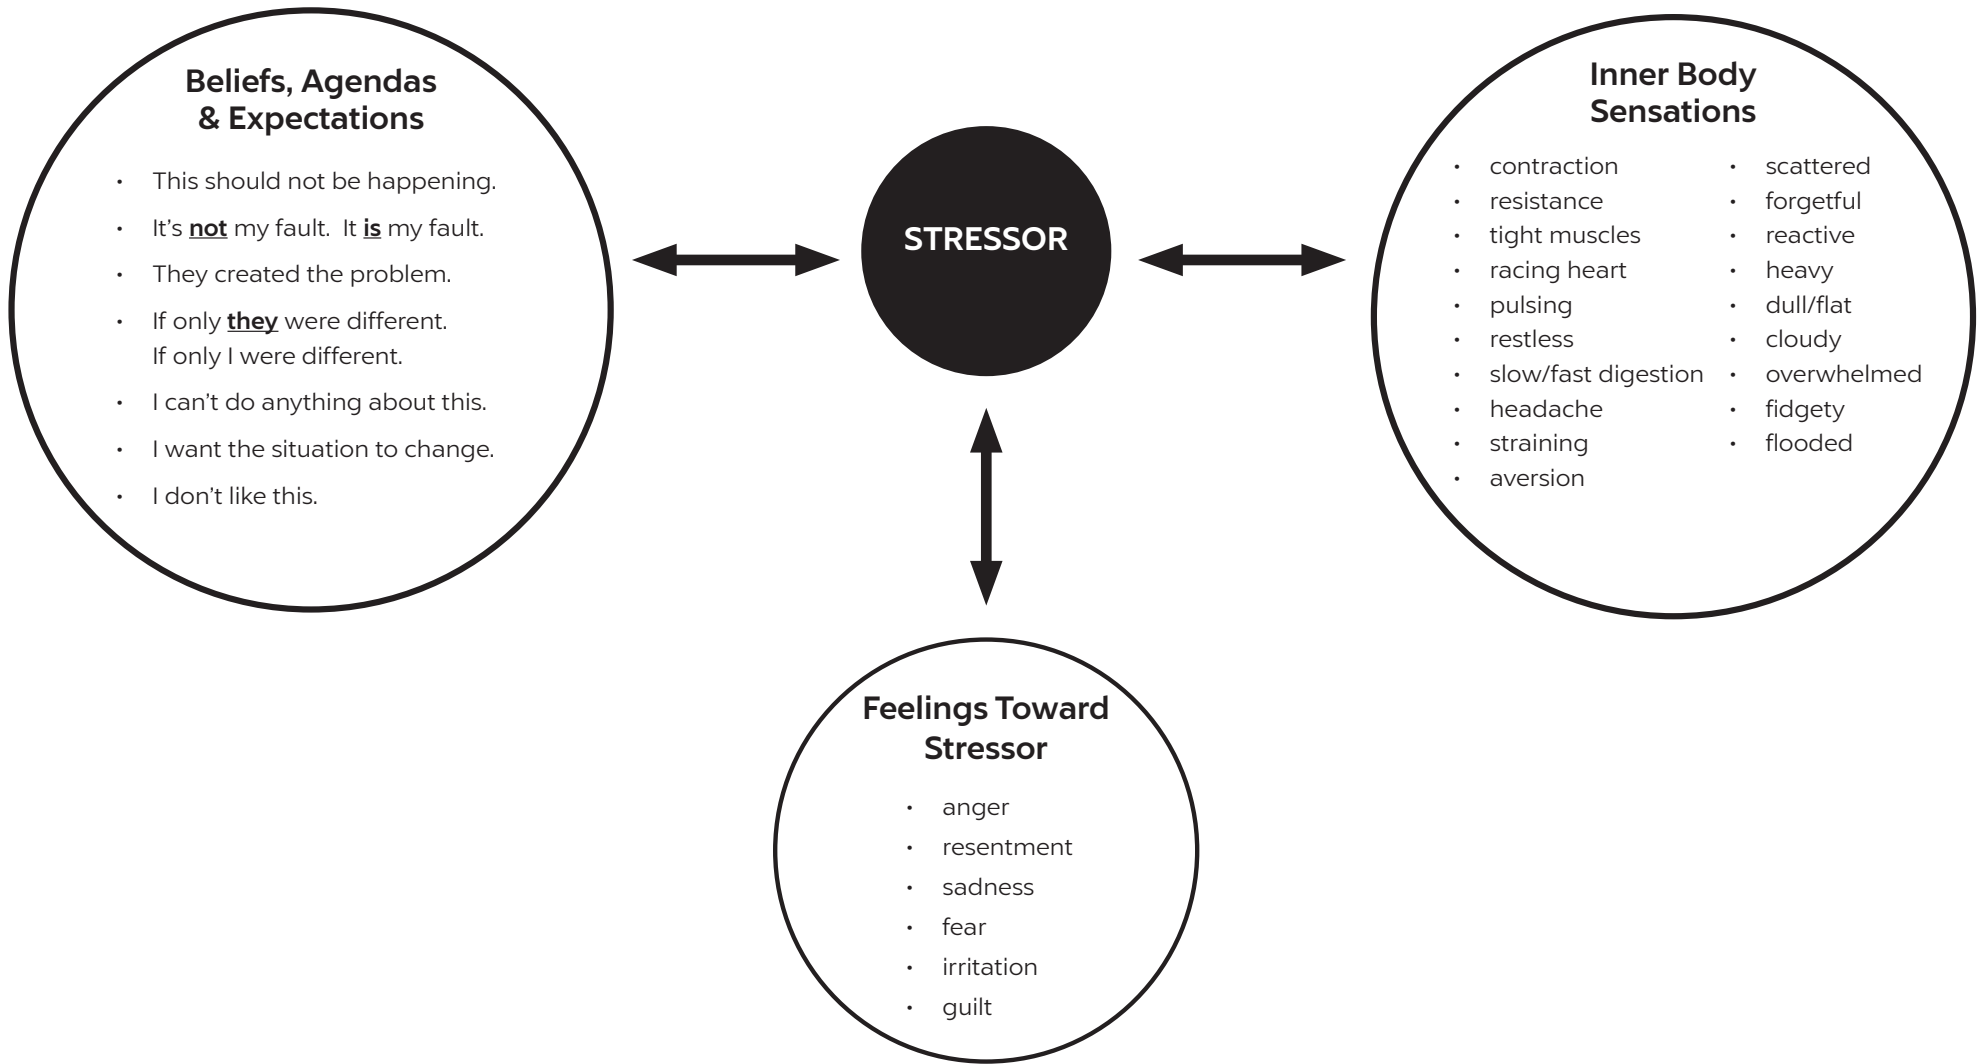 Beliefs, Agendas
& Expectations
• This should not be happening.
• It's not my fault.  It is my fault.
• They created the problem.
• If only they were different.
If only I were different.
• I can't do anything about this.
• I want the situation to change.
• I don't like this.
STRESSOR
Inner Body
Sensations
• contraction
• resistance
• tight muscles
• racing heart
• pulsing
• restless
• slow/fast digestion
• headache
• straining
• aversion
• scattered
• forgetful
• reactive
• heavy
• dull/flat
• cloudy
• overwhelmed
• fidgety
• flooded
Feelings Toward
Stressor
• anger
• resentment
• sadness
• fear
• irritation
• guilt